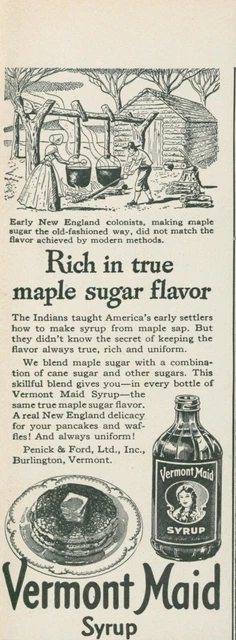 Early New England colonists, making maple
sugar the old-fashioned way, did not match the
flavor achieved by modern methods.
Rich in true
maple sugar flavor
The Indians taught America's early settlers
how to make syrup from maple sap. But
they didn't know the secret of keeping the
flavor always true, rich and uniform.
We blend maple sugar with a combina-
tion of cane sugar and other sugars. This
skillful blend gives you—in every bottle of
Vermont Maid Syrup—the
same true maple sugar flavor.
A real New England delicacy
for your pancakes and waf-
fles! And always uniform!
Penick & Ford, Ltd., Inc.,
Burlington, Vermont.
Vermont Maid
SYRUP
Vermont Maid
Syrup